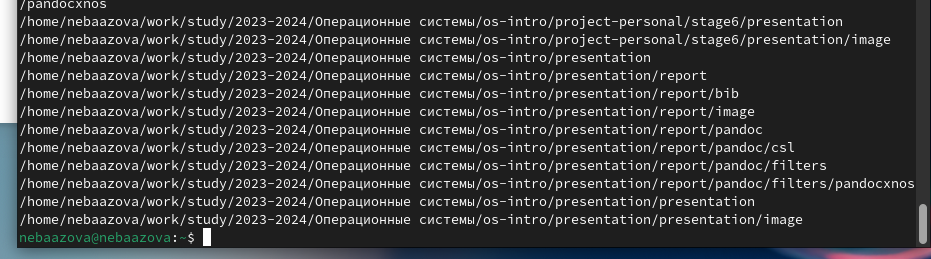 /pandocxnos
/home/nebaazova/work/study/2023-2024/Операционные системы/os-intro/project-personal/stage6/presentation
/home/nebaazova/work/study/2023-2024/Операционные системы/os-intro/project-personal/stage6/presentation/image
/home/nebaazova/work/study/2023-2024/Операционные системы/os-intro/presentation
/home/nebaazova/work/study/2023-2024/Операционные системы/os-intro/presentation/report
/home/nebaazova/work/study/2023-2024/Операционные системы/os-intro/presentation/report/bib
/home/nebaazova/work/study/2023-2024/Операционные системы/os-intro/presentation/report/image
/home/nebaazova/work/study/2023-2024/Операционные системы/os-intro/presentation/report/pandoc
/home/nebaazova/work/study/2023-2024/Операционные системы/os-intro/presentation/report/pandoc/csl
/home/nebaazova/work/study/2023-2024/Операционные системы/os-intro/presentation/report/pandoc/filters
/home/nebaazova/work/study/2023-2024/Операционные системы/os-intro/presentation/report/pandoc/filters/pandocxnos
/home/nebaazova/work/study/2023-2024/Операционные системы/os-intro/presentation/presentation
/home/nebaazova/work/study/2023-2024/Операционные системы/os-intro/presentation/presentation/image
nebaazova@nebaazova:~$